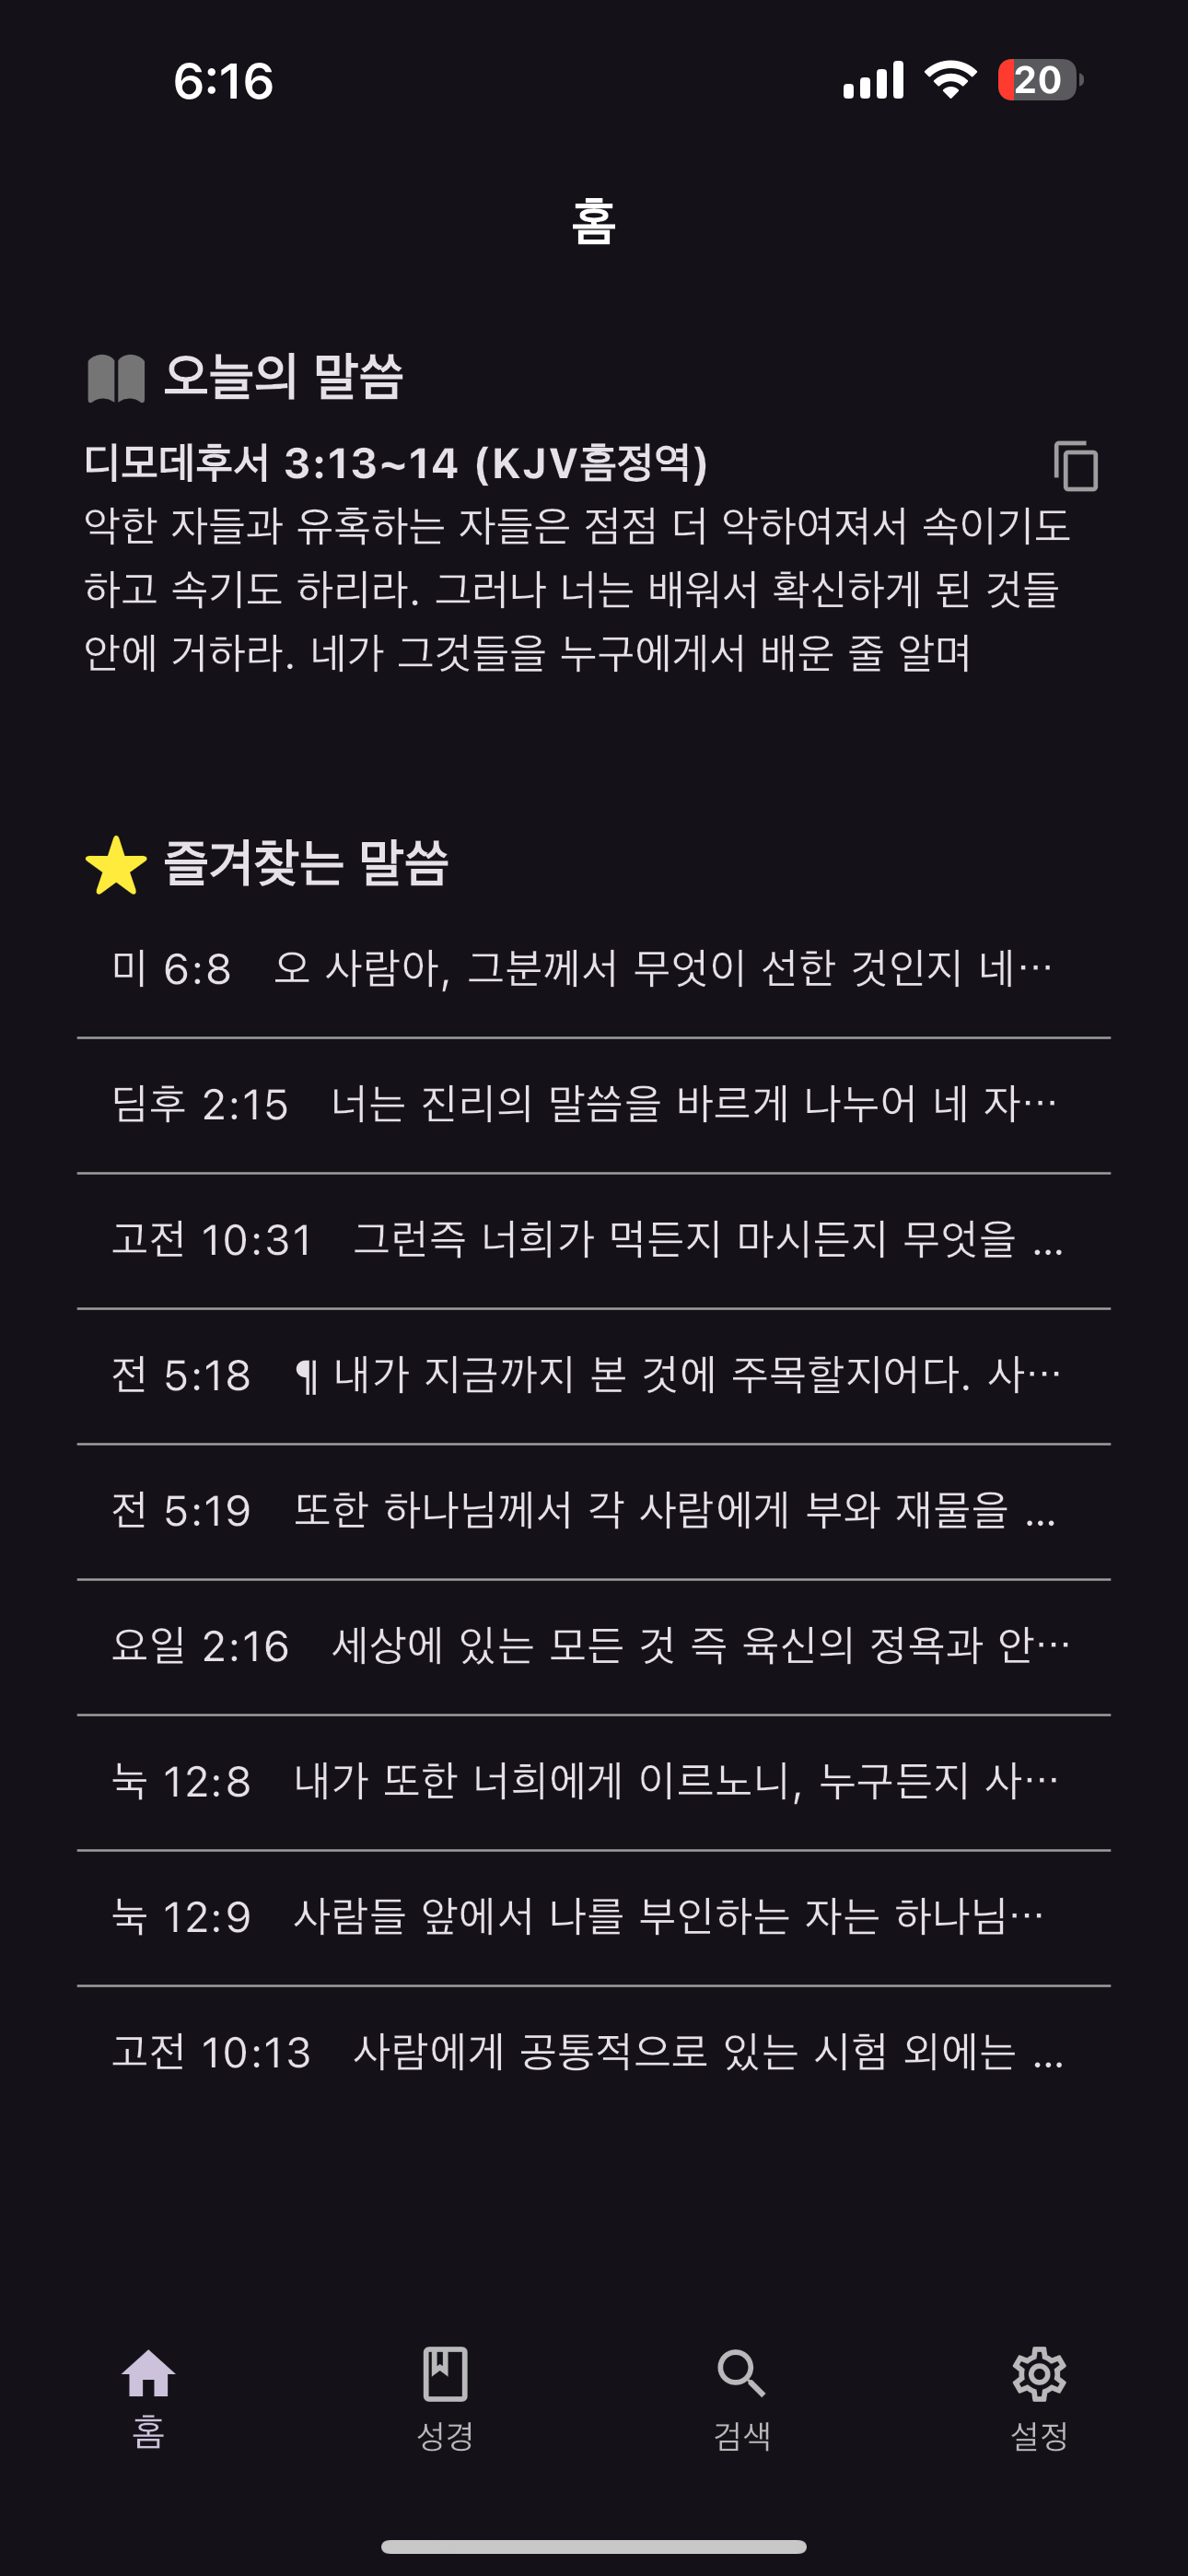 6:16
20
홈
오늘의 말씀
디모데후서 3:13~14 (KJV흠정역)
악한 자들과 유혹하는 자들은 점점 더 악하여져서 속이기도
하고 속기도 하리라. 그러나 너는 배워서 확신하게 된 것들
안에 거하라. 네가 그것들을 누구에게서 배운 줄 알며
즐겨찾는 말씀
미 6:8 오 사람아, 그분께서 무엇이 선한 것인지 네…
딤후 2:15 너는 진리의 말씀을 바르게 나누어 네 자…
고전 10:31 그런즉 너희가 먹든지 마시든지 무엇을 ...
전 5:18 ¶ 내가 지금까지 본 것에 주목할지어다. 사…
전 5:19 또한 하나님께서 각 사람에게 부와 재물을 ...
요일 2:16 세상에 있는 모든 것 즉 육신의 정욕과 안…
눅 12:8 내가 또한 너희에게 이르노니, 누구든지 사…
눅 12:9 사람들 앞에서 나를 부인하는 자는 하나님…
고전 10:13 사람에게 공통적으로 있는 시험 외에는 ...
홈 성경 검색 설정